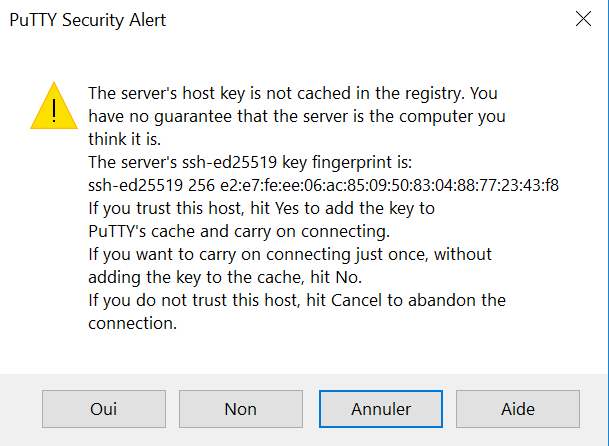 PuTTY Security Alert
The server's host key is not cached in the registry. You
have no guarantee that the server is the computer you
think it is.
The server's ssh-ed25519 key fingerprint is:
ssh-ed25519 256 e2:e7:fe:ee:06:ac:85:09:50:83:04:88:77:23:43:f8
If you trust this host, hit Yes to add the key to
PuTTY's cache and carry on connecting.
If you want to carry on connecting just once, without
adding the key to the cache, hit No.
If you do not trust this host, hit Cancel to abandon the
connection.
Oui Non Annuler Aide